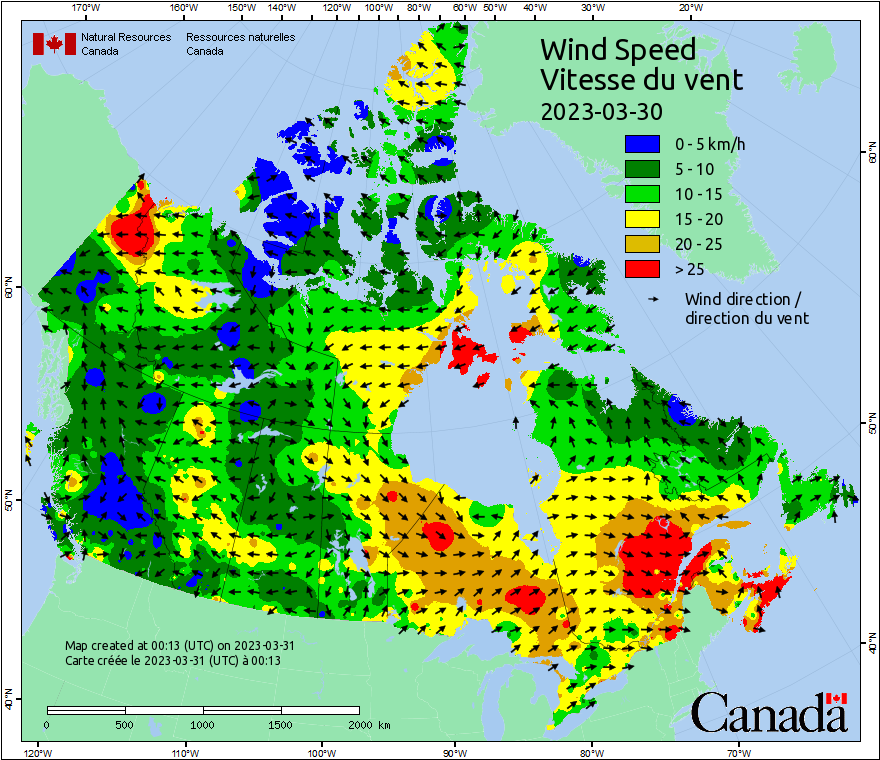 170°W 160°W 150°W 140°W 120°W 100°W 80°W 60°W 50°W 40°W 30°W 20°W
Natural Resources Ressources naturelles
Canada Canada
Wind Speed
Vitesse du vent
2023-03-30
0 - 5 km/h
5 - 10
10 - 15
15 - 20
20 - 25
> 25
Wind direction /
direction du vent
60°N 60°N
50°N 50°N
40°N 40°N
Map created at 00:13 (UTC) on 2023-03-31
Carte créée le 2023-03-31 (UTC) à 00:13
0 500 1000 1500 2000 km
Canada
120°W 110°W 100°W 90°W 80°W 70°W